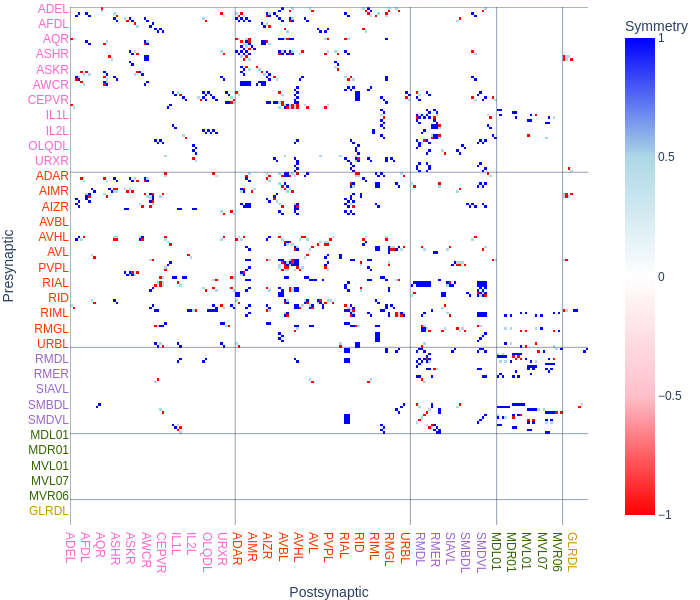 Symmetry
1
0.5
0
−0.5
−1
Presynaptic
ADEL
AFDL
AQR
ASHR
ASKR
AWCR
CEPVR
IL1L
IL2L
OLQDL
URXR
ADAR
AIMR
AIZR
AVBL
AVHL
AVL
PVPL
RIAL
RID
RIML
RMGL
URBL
RMDL
RMER
SIAVL
SMBDL
SMDVL
MDL01
MDR01
MVL01
MVL07
MVR06
GLRDL
ADEL
AFDL
AQR
ASHR
ASKR
AWCR
CEPVR
IL1L
IL2L
OLQDL
URXR
ADAR
AIMR
AIZR
AVBL
AVHL
AVL
PVPL
RIAL
RID
RIML
RMGL
URBL
RMDL
RMER
SIAVL
SMBDL
SMDVL
MDL01
MDR01
MVL01
MVL07
MVR06
GLRDL
Postsynaptic